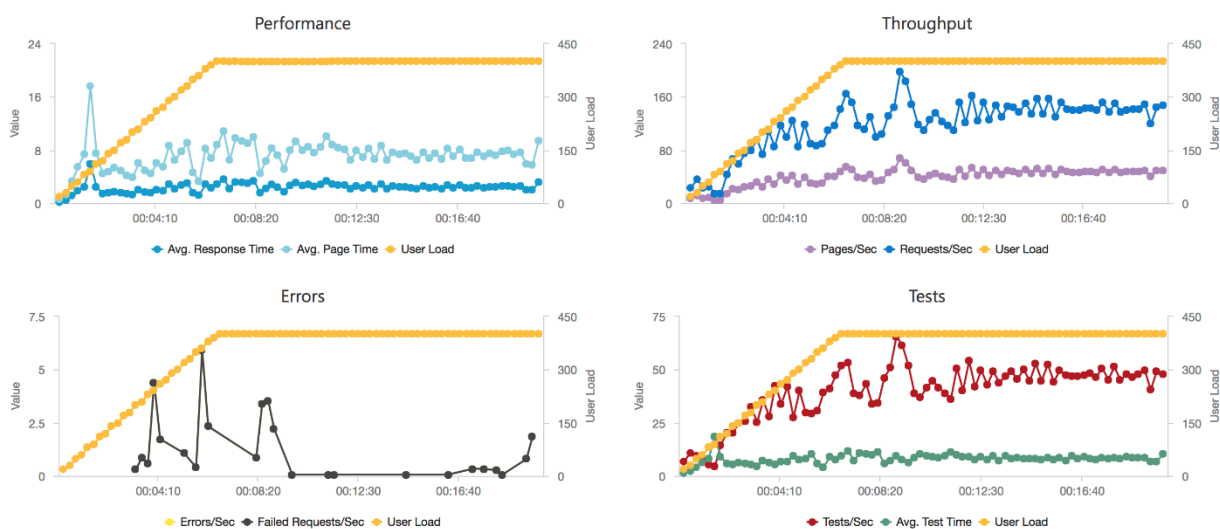 Performance
24
16
8
0
Value
450
300
150
0
User Load
00:04:10 00:08:20 00:12:30 00:16:40
Avg. Response Time Avg. Page Time User Load
Throughput
240
160
80
0
Value
450
300
150
0
User Load
00:04:10 00:08:20 00:12:30 00:16:40
Pages/Sec Requests/Sec User Load
Errors
7.5
5
2.5
0
Value
450
300
150
0
User Load
00:04:10 00:08:20 00:12:30 00:16:40
Errors/Sec Failed Requests/Sec User Load
Tests
75
50
25
0
Value
450
300
150
0
User Load
00:04:10 00:08:20 00:12:30 00:16:40
Tests/Sec Avg. Test Time User Load